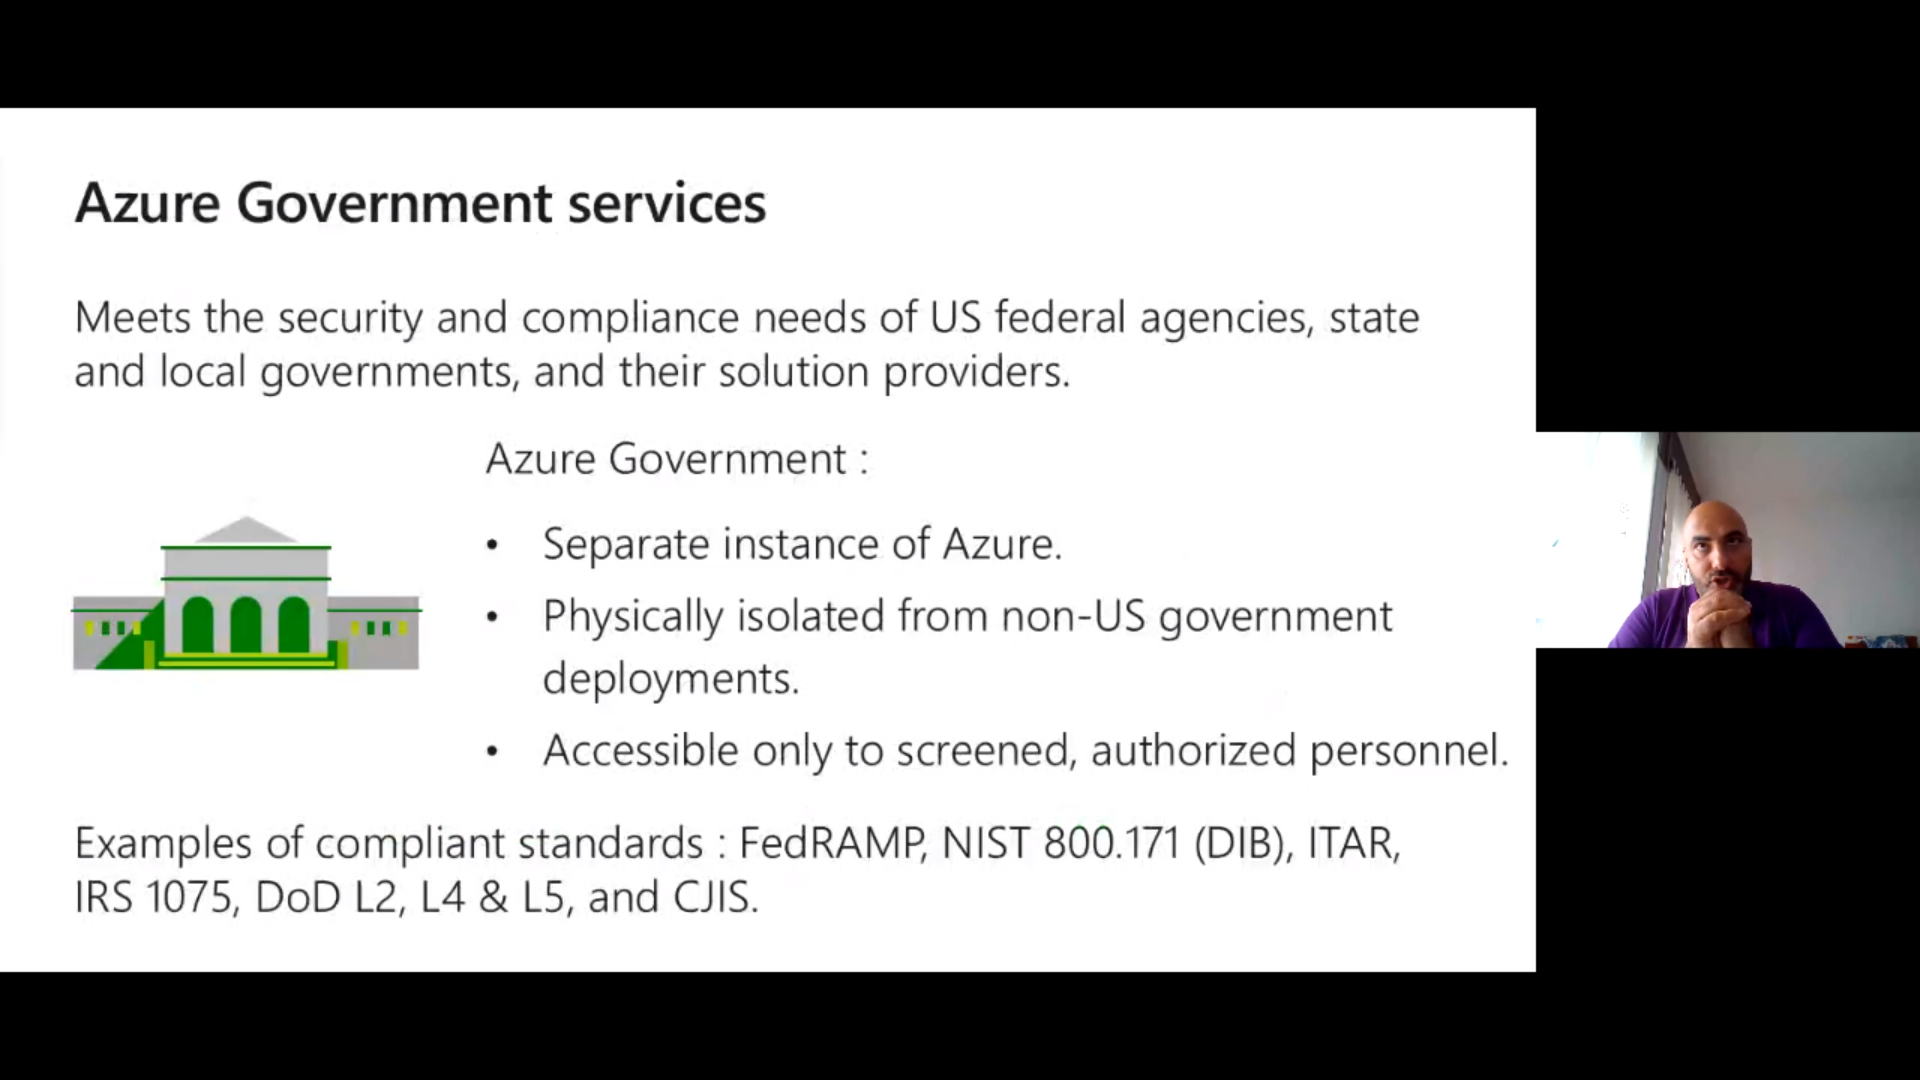 Azure Government services
Meets the security and compliance needs of US federal agencies, state
and local governments, and their solution providers.
Azure Government :
• Separate instance of Azure.
• Physically isolated from non-US government
deployments.
• Accessible only to screened, authorized personnel.
Examples of compliant standards : FedRAMP, NIST 800.171 (DIB), ITAR,
IRS 1075, DoD L2, L4 & L5, and CJIS.